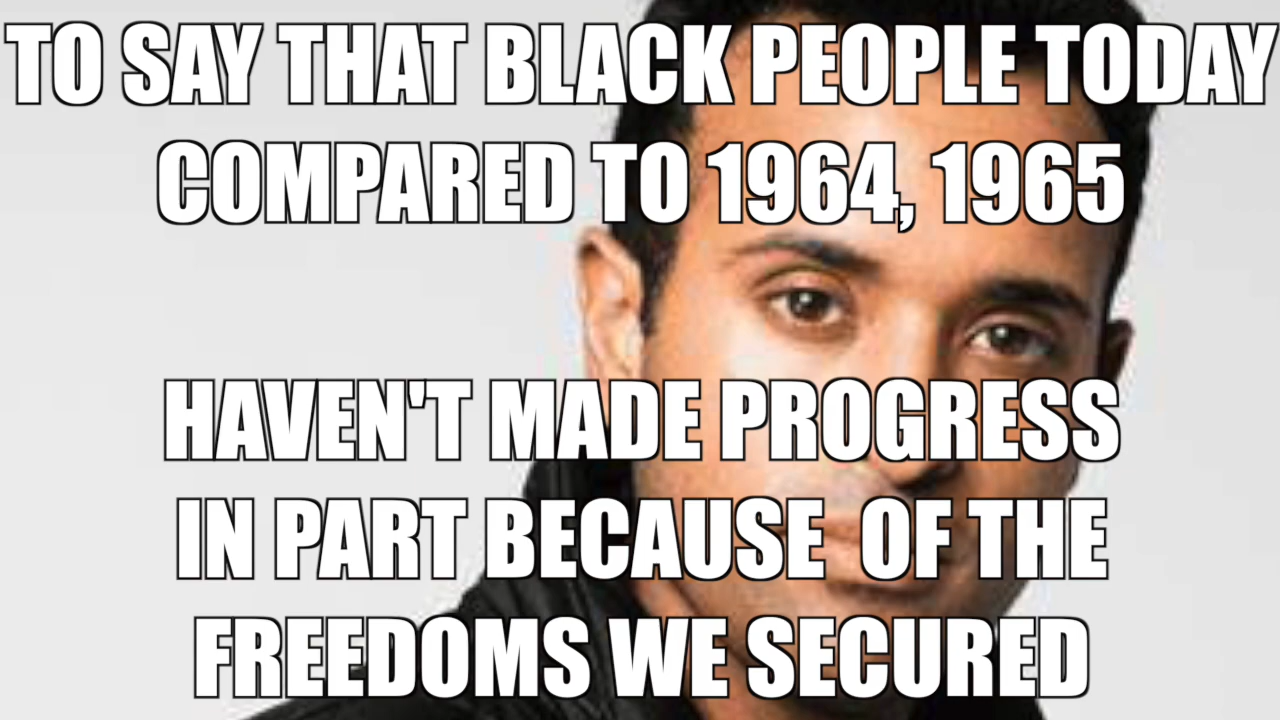 TO SAY THAT BLACK PEOPLE TODAY
COMPARED TO 1964, 1965
HAVEN'T MADE PROGRESS
IN PART BECAUSE OF THE
FREEDOMS WE SECURED